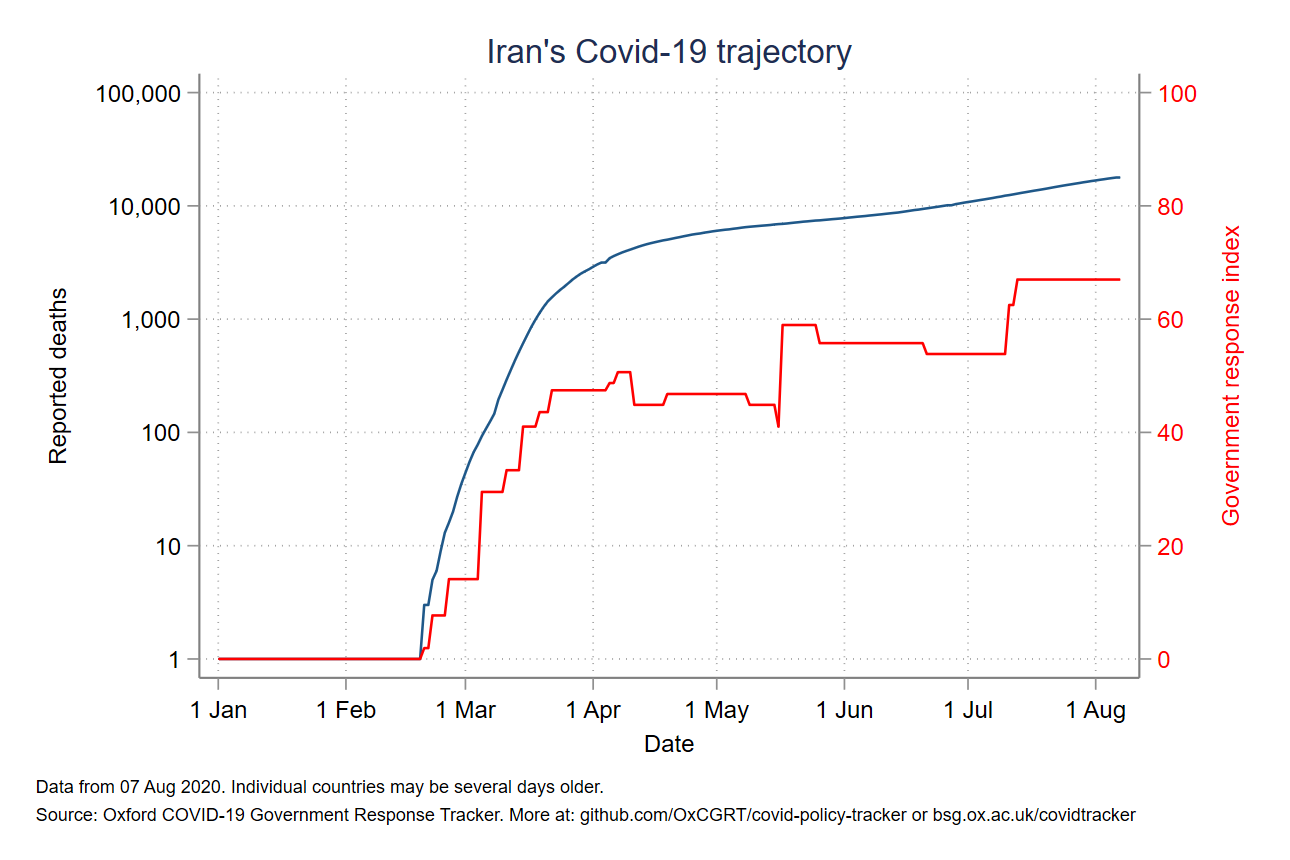 Iran's Covid-19 trajectory
100,000
10,000
1,000
100
10
1
Reported deaths
100
80
60
40
20
0
Government response index
1 Jan 1 Feb 1 Mar 1 Apr 1 May 1 Jun 1 Jul 1 Aug
Date
Data from 07 Aug 2020. Individual countries may be several days older.
Source: Oxford COVID-19 Government Response Tracker. More at: github.com/OxCGRT/covid-policy-tracker or bsg.ox.ac.uk/covidtracker